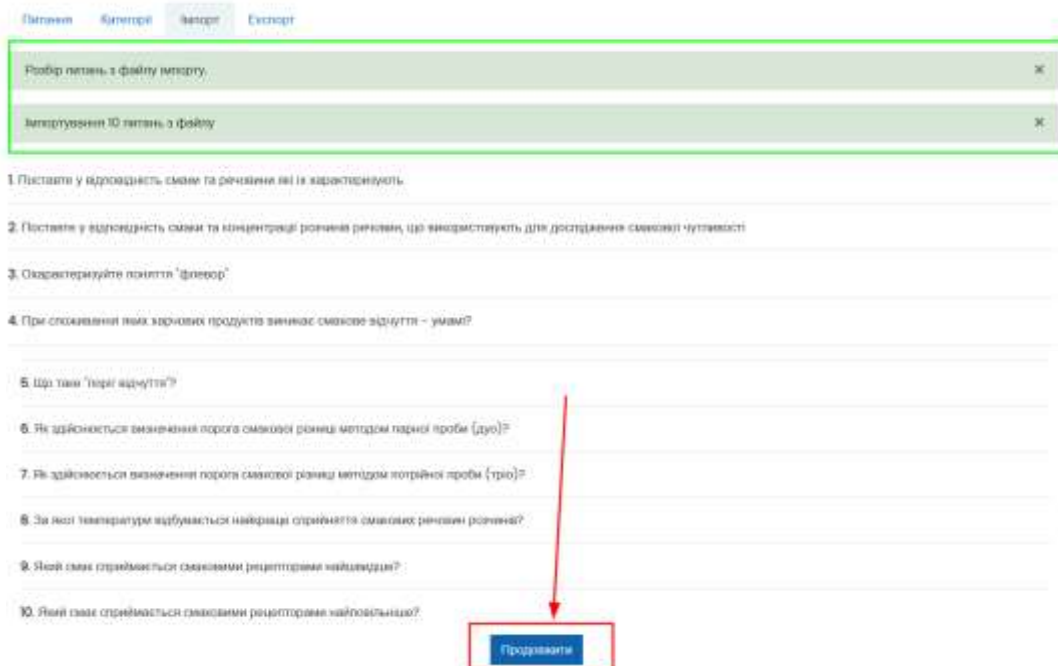 Питання Категорії Імпорт Експорт
Розбір питань з файлу імпорту.
Імпортування 10 питань з файлу
1. Поставте у відповідність смаки та речовини які їх характеризують
2. Поставте у відповідність смаки та концентрації розчинів речовин, що використовують для дослідження смакової чутливості
3. Охарактеризуйте поняття "флевор"
4. При споживання яких харчових продуктів виникає смакове відчуття – умамі?
5. Що таке "поріг відчуття"?
6. Як здійснюється визначення порога смакової різниці методом парної проби (дуо)?
7. Як здійснюється визначення порога смакової різниці методом потрійної проби (тріо)?
8. За якої температури відбувається найкраще сприйняття смакових речовин розчинів?
9. Який смак сприймається смаковими рецепторами найшвидше?
10. Який смак сприймається смаковими рецепторами найповільніше?
Продовжити